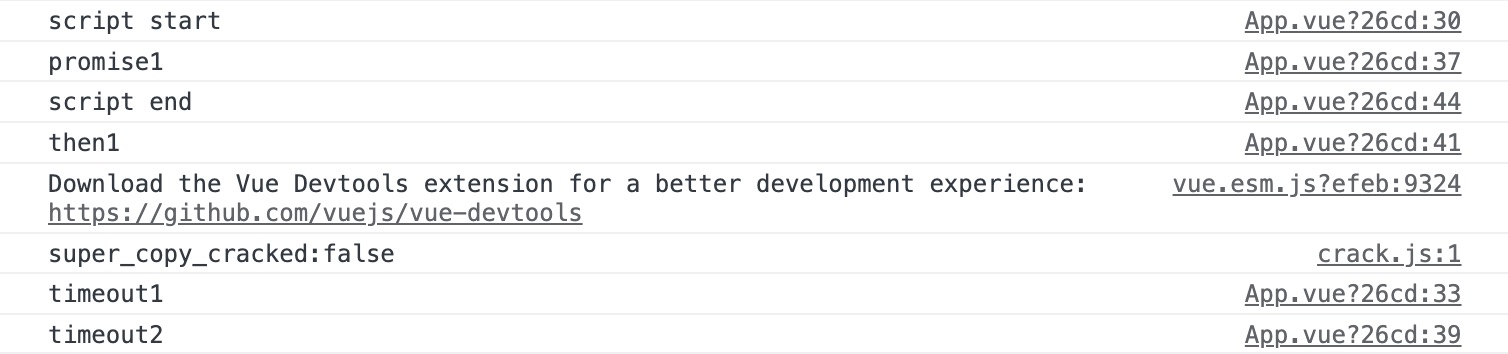 script start App.vue?26cd:30
promise1 App.vue?26cd:37
script end App.vue?26cd:44
then1 App.vue?26cd:41
Download the Vue Devtools extension for a better development experience: vue.esm.js?efeb:9324
https://github.com/vuejs/vue-devtools
super_copy_cracked:false crack.js:1
timeout1 App.vue?26cd:33
timeout2 App.vue?26cd:39